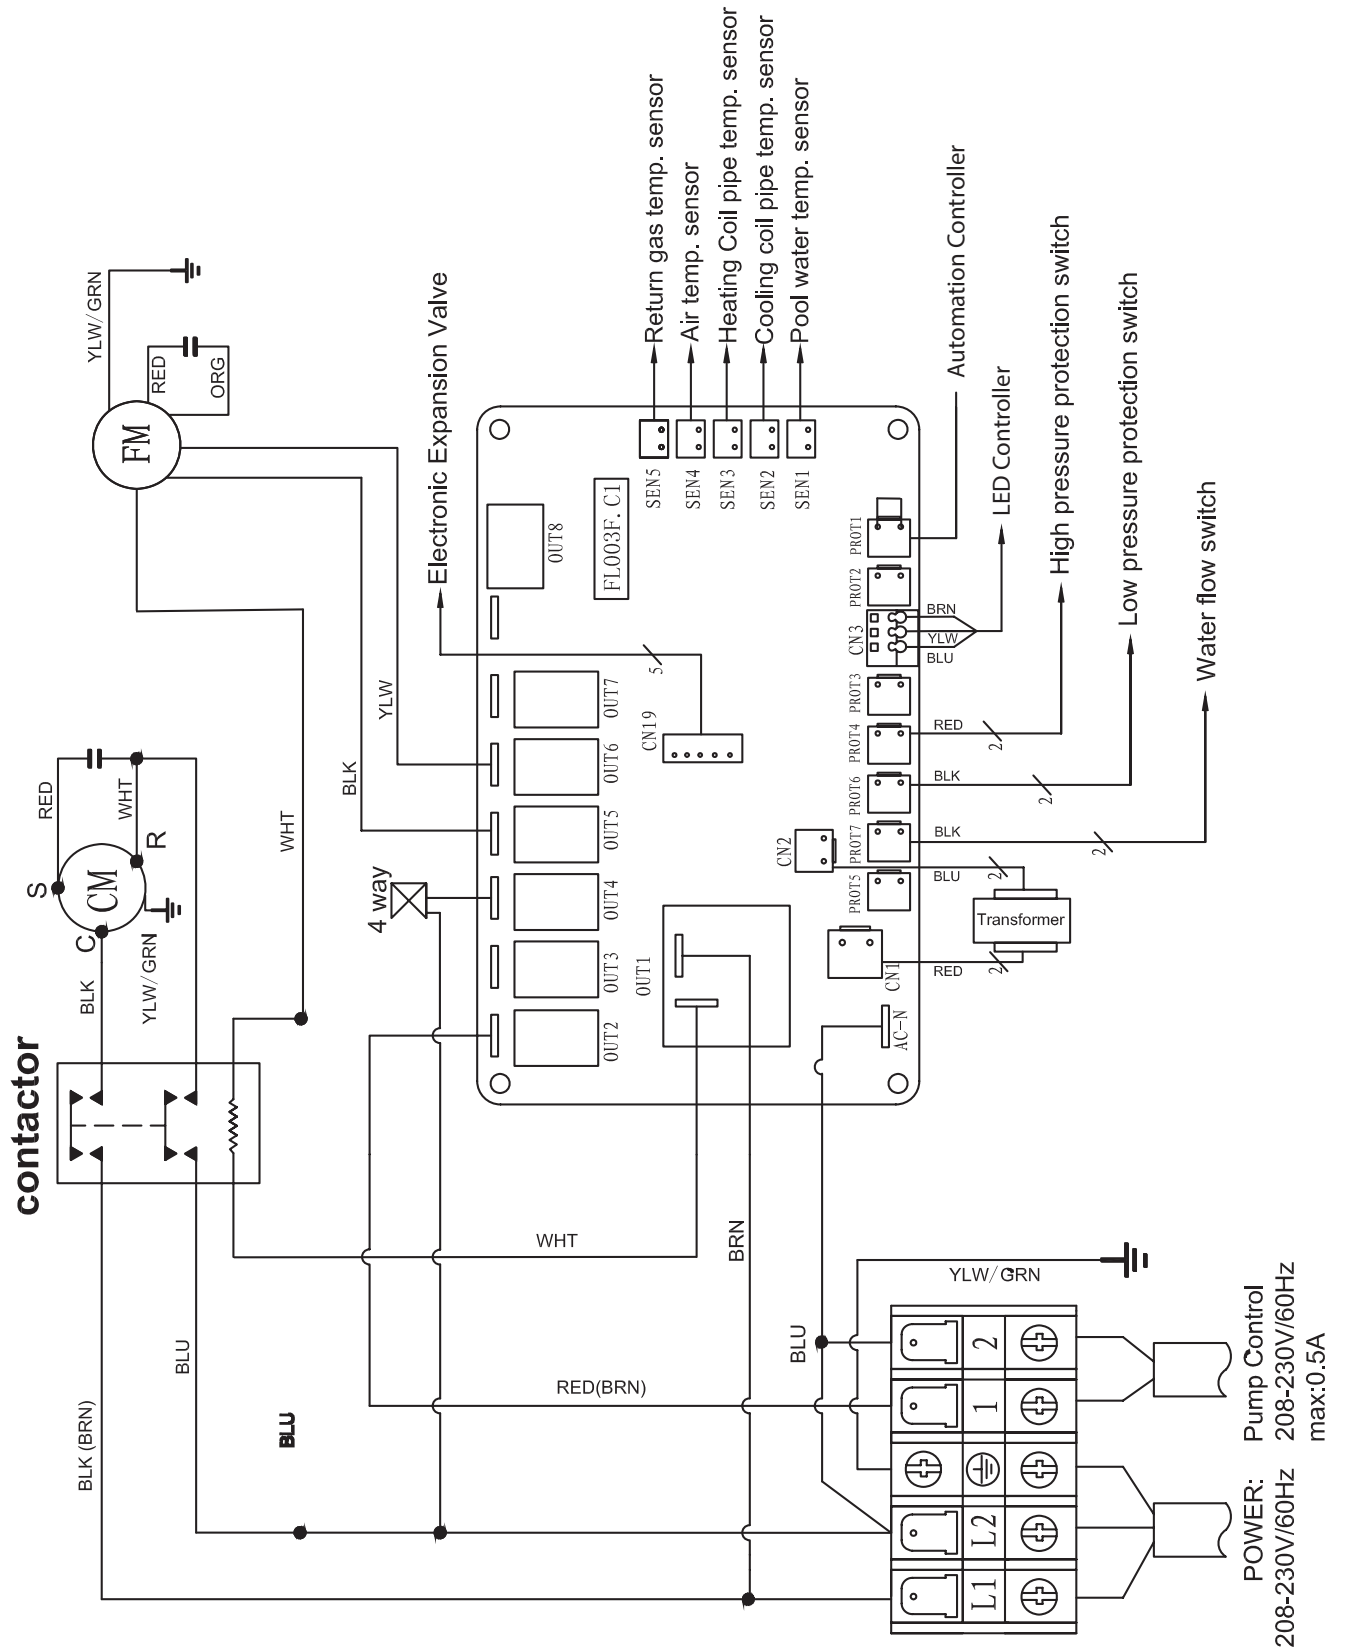 contactor
S
RED
WHT
CM
R
C
BLK
YLW/GRN
WHT
YLW/GRN
FM
RED
ORG
YLW
BLK
4 way
Electronic Expansion Valve
5
OUT8
OUT7
OUT6
OUT5
OUT4
OUT3
OUT2
OUT1
FL003F.C1
CN19
SEN5
SEN4
SEN3
SEN2
SEN1
Return gas temp. sensor
Air temp. sensor
Heating Coil pipe temp. sensor
Cooling coil pipe temp. sensor
Pool water temp. sensor
Automation Controller
LED Controller
High pressure protection switch
Low pressure protection switch
Water flow switch
PROT1
PROT2
CN3
PROT3
PROT4
PROT6
PROT7
PROT5
CN2
CN1
AC-N
BRN
YLW
BLU
RED
2
BLK
2
BLK
2
BLU
2
Transformer
RED
2
WHT
BRN
BLU
BLK (BRN)
BLU
RED(BRN)
BLU
YLW/GRN
L1
L2
1
2
POWER:
208-230V/60Hz
Pump Control
208-230V/60Hz
max:0.5A